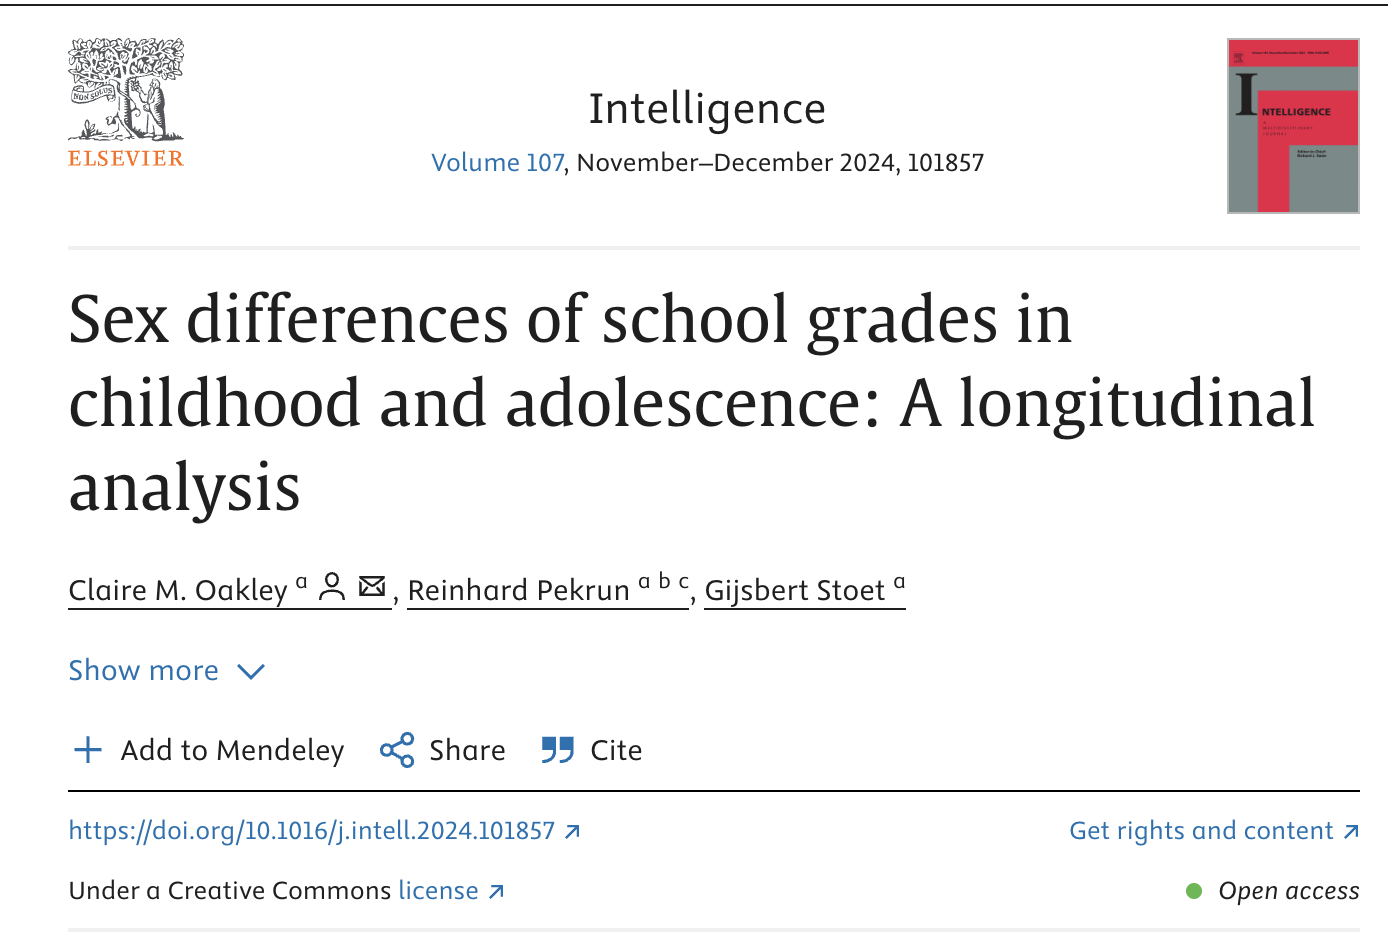 NON SOLUS
ELSEVIER
Intelligence
Volume 107, November–December 2024, 101857
INTELLIGENCE
A
MULTIDISCIPLINARY
JOURNAL
Sex differences of school grades in
childhood and adolescence: A longitudinal
analysis
Claire M. Oakley a, Reinhard Pekrun a b c, Gijsbert Stoet a
Show more
Add to Mendeley Share Cite
https://doi.org/10.1016/j.intell.2024.101857 Get rights and content
Under a Creative Commons license Open access